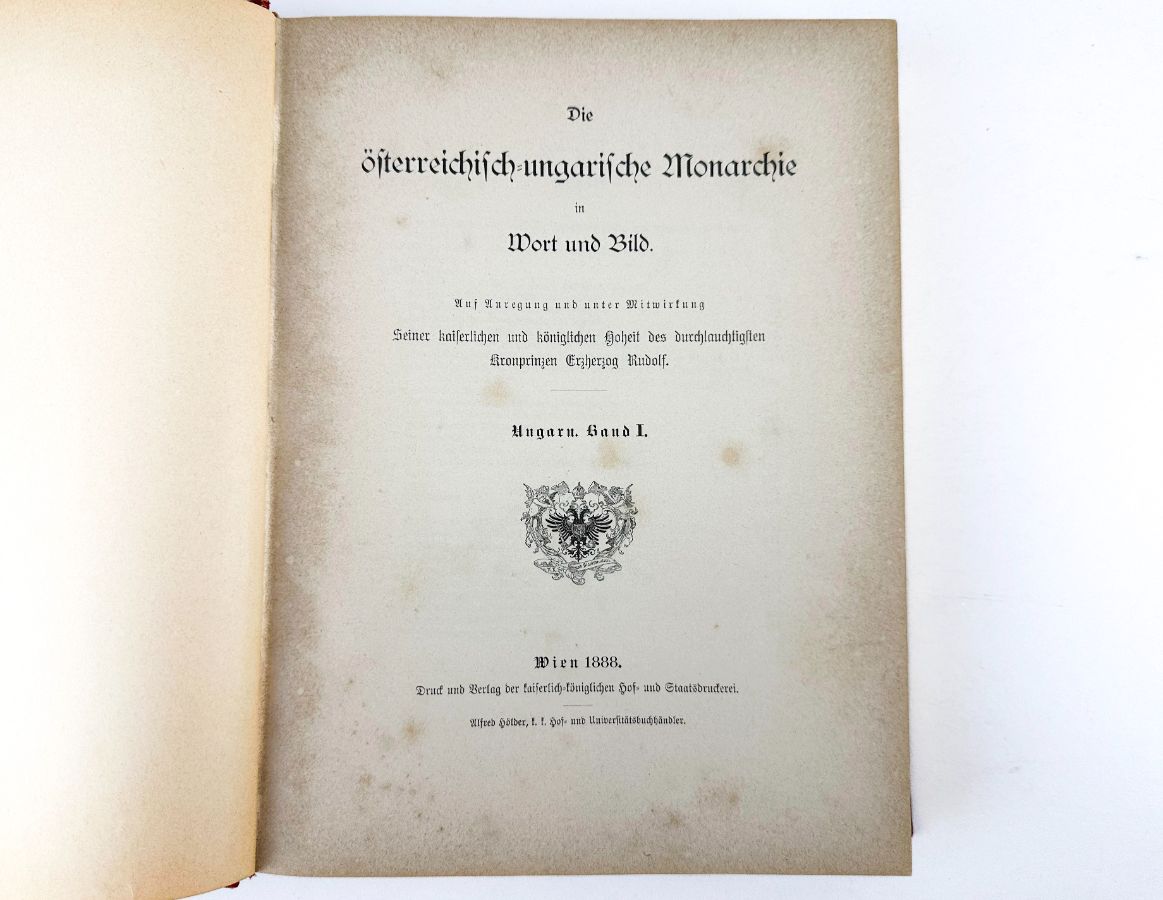 Die
österreichisch-ungarische Monarchie
in
Wort und Bild.
Auf Anregung und unter Mitwirkung
Seiner kaiserlichen und königlichen Hoheit des durchlauchtigsten
Kronprinzen Erzherzog Rudolf.
Ungarn. Band I.
Wien 1888.
Druck und Verlag der kaiserlich-königlichen Hof- und Staatsdruckerei.
Alfred Hölder, k. k. Hof- und Universitätsbuchhändler.